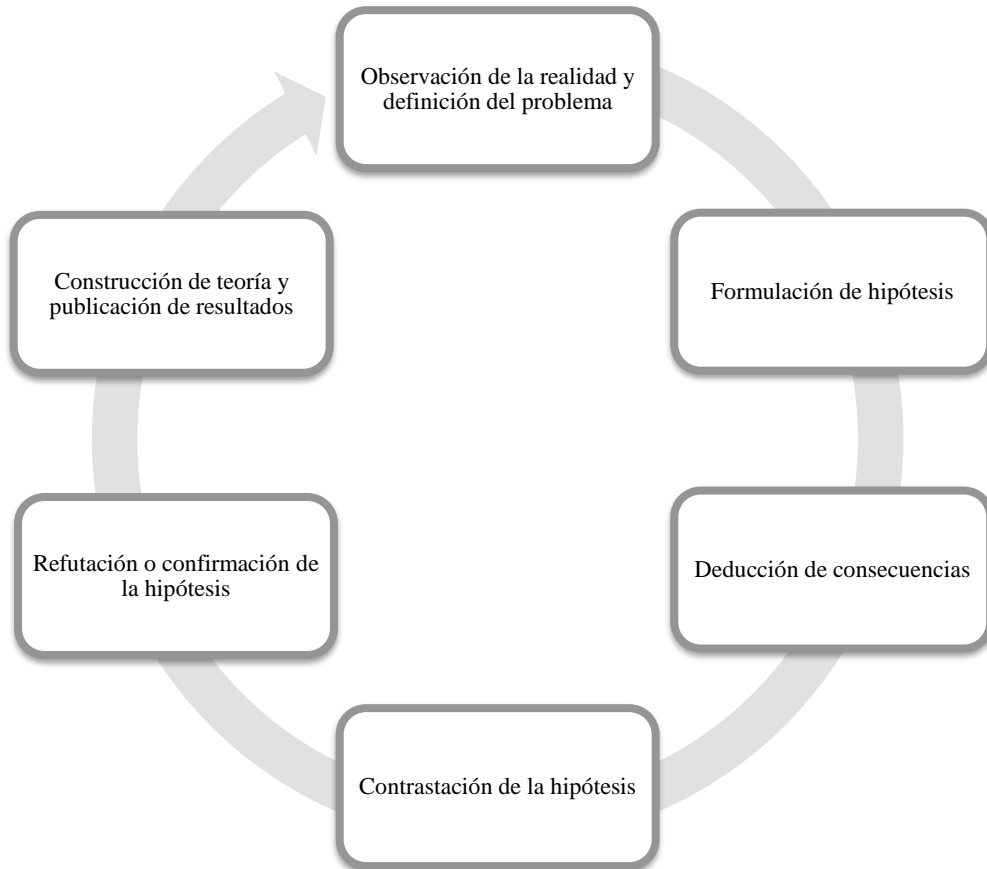 Observación de la realidad y
definición del problema
Formulación de hipótesis
Deducción de consecuencias
Contrastación de la hipótesis
Refutación o confirmación de
la hipótesis
Construcción de teoría y
publicación de resultados